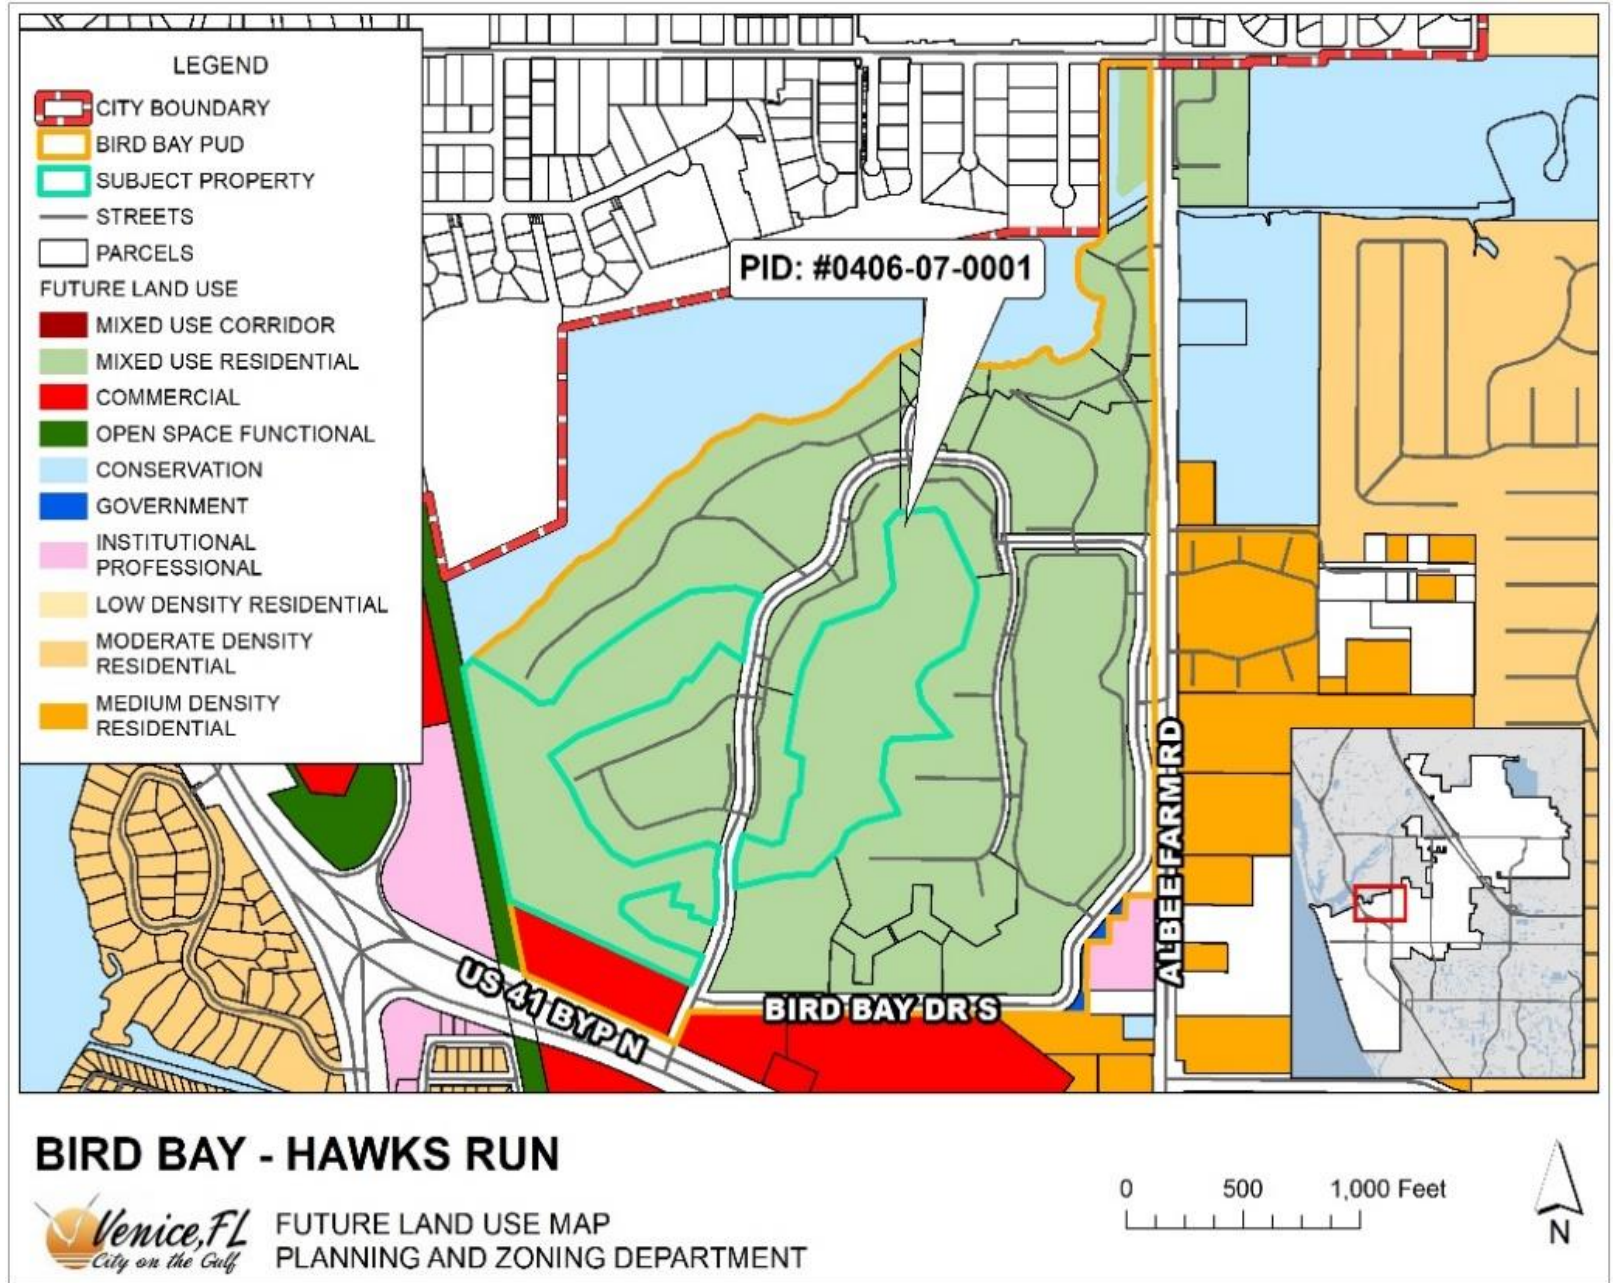 LEGEND
CITY BOUNDARY
BIRD BAY PUD
SUBJECT PROPERTY
STREETS
PARCELS
FUTURE LAND USE
MIXED USE CORRIDOR
MIXED USE RESIDENTIAL
COMMERCIAL
OPEN SPACE FUNCTIONAL
CONSERVATION
GOVERNMENT
INSTITUTIONAL
PROFESSIONAL
LOW DENSITY RESIDENTIAL
MODERATE DENSITY
RESIDENTIAL
MEDIUM DENSITY
RESIDENTIAL
PID: #0406-07-0001
ALBEE FARM RD
US 41 BYP N
BIRD BAY DR S
BIRD BAY - HAWKS RUN
Venice, FL
City on the Gulf
FUTURE LAND USE MAP
PLANNING AND ZONING DEPARTMENT
0 500 1,000 Feet
N